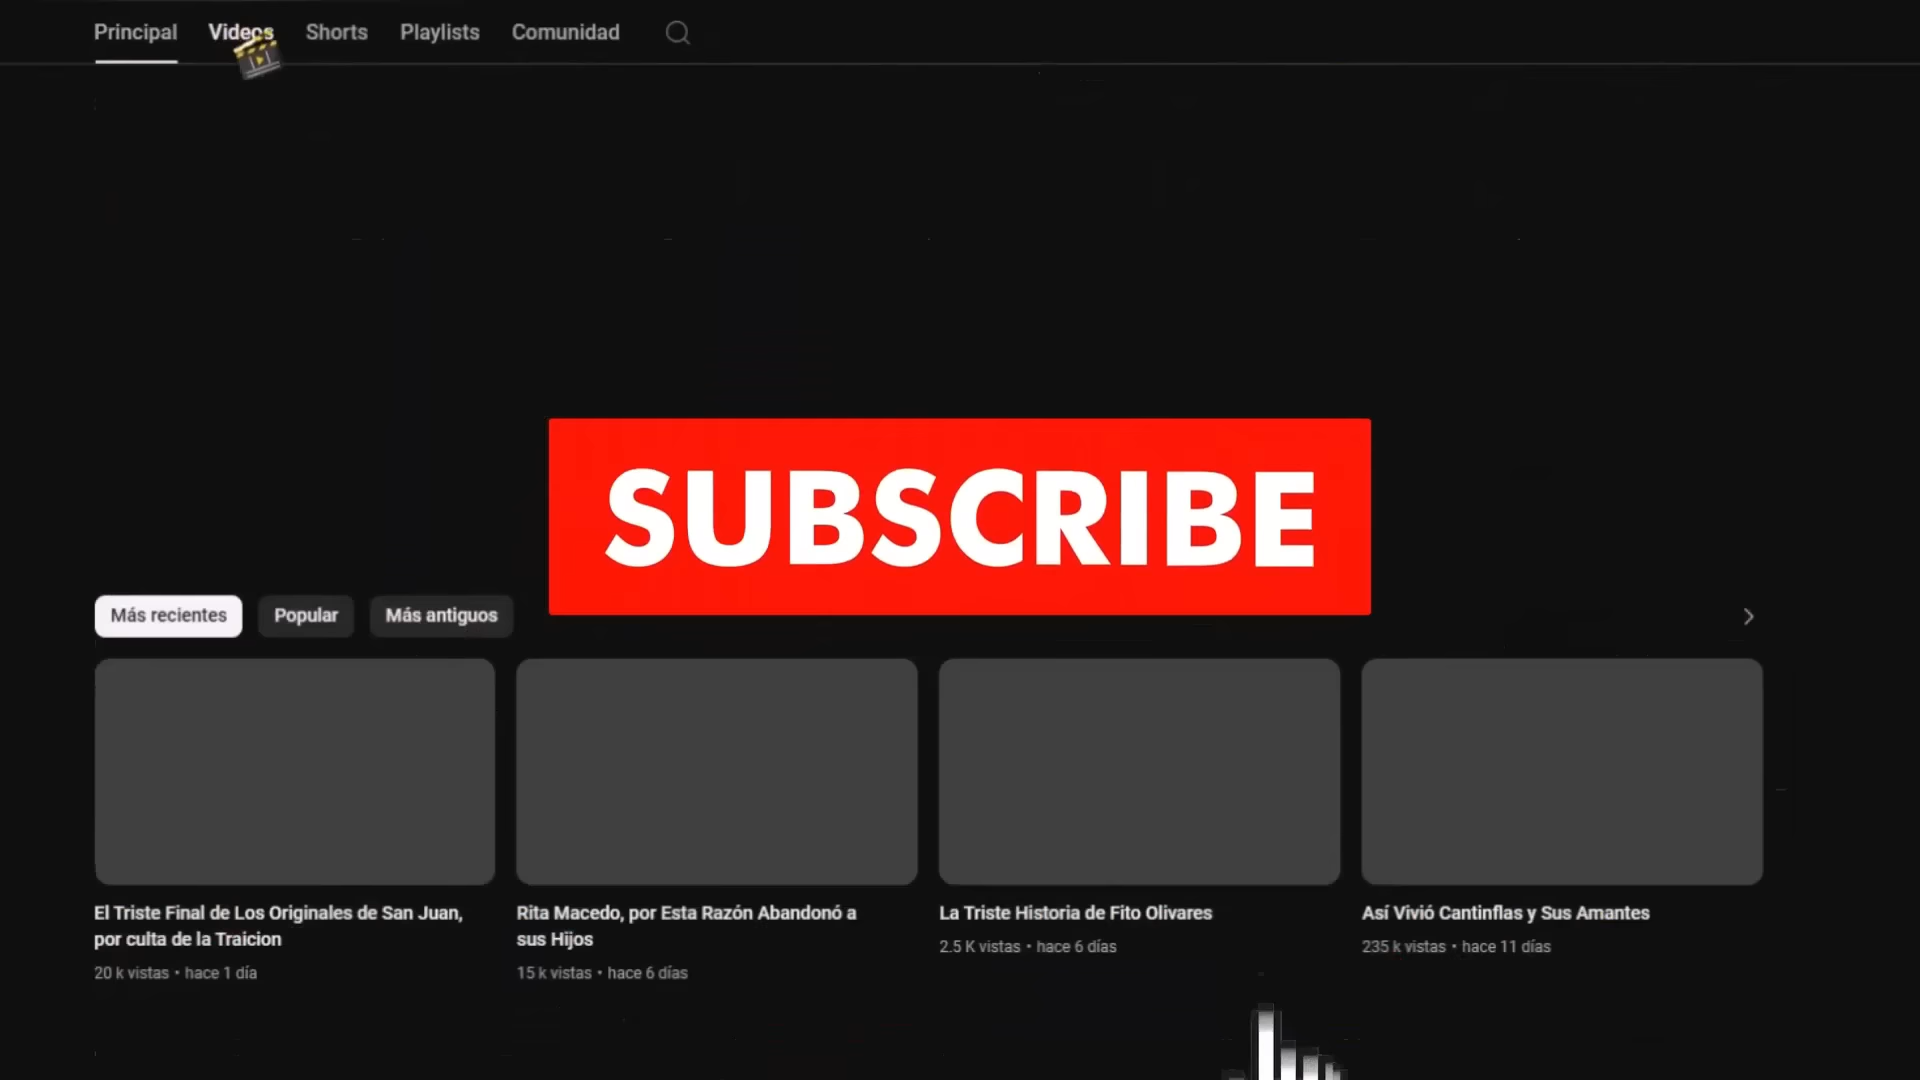 Principal Videos Shorts Playlists Comunidad
SUBSCRIBE
Más recientes Popular Más antiguos
El Triste Final de Los Originales de San Juan,
por culta de la Traicion
20 k vistas • hace 1 día
Rita Macedo, por Esta Razón Abandonó a
sus Hijos
15 k vistas • hace 6 días
La Triste Historia de Fito Olivares
2.5 K vistas • hace 6 días
Así Vivió Cantinflas y Sus Amantes
235 k vistas • hace 11 días